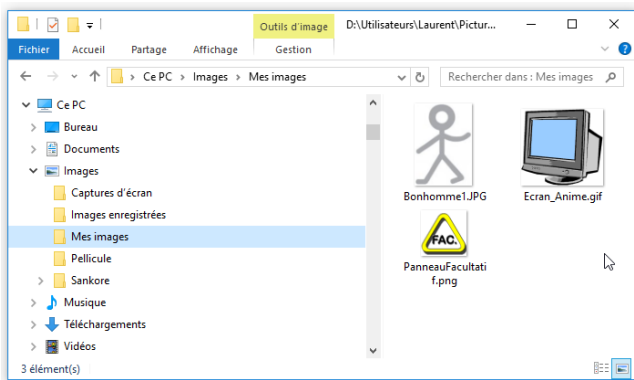 Outils d'image D:\Utilisateurs\Laurent\Pictur...
Fichier Accueil Partage Affichage Gestion
Ce PC > Images > Mes images Rechercher dans : Mes images
Ce PC
Bureau
Documents
Images
Captures d'écran
Images enregistrées
Mes images
Pellicule
Sankore
Musique
Téléchargements
Vidéos
Bonhomme1.JPG Ecran_Anime.gif
FAC.
PanneauFacultati
f.png
3 élément(s)